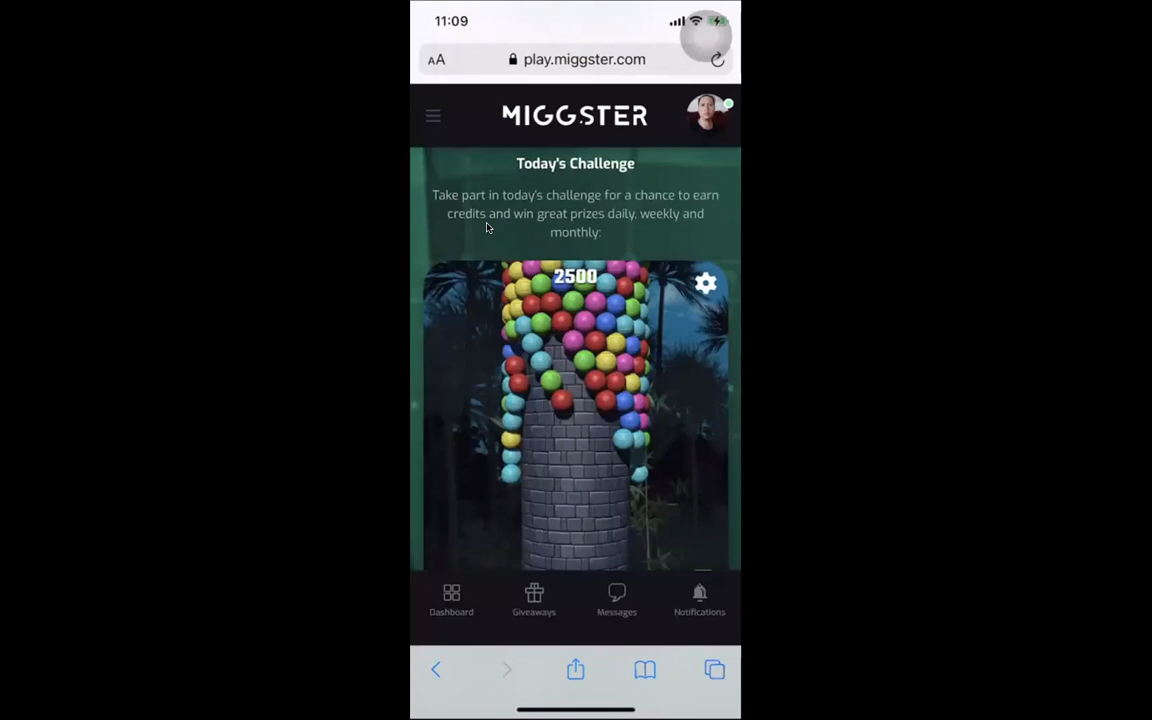 11:09
AA play.miggster.com
MIGGSTER
Today's Challenge
Take part in today's challenge for a chance to earn
credits and win great prizes daily, weekly and
monthly:
2500
Dashboard Giveaways Messages Notifications